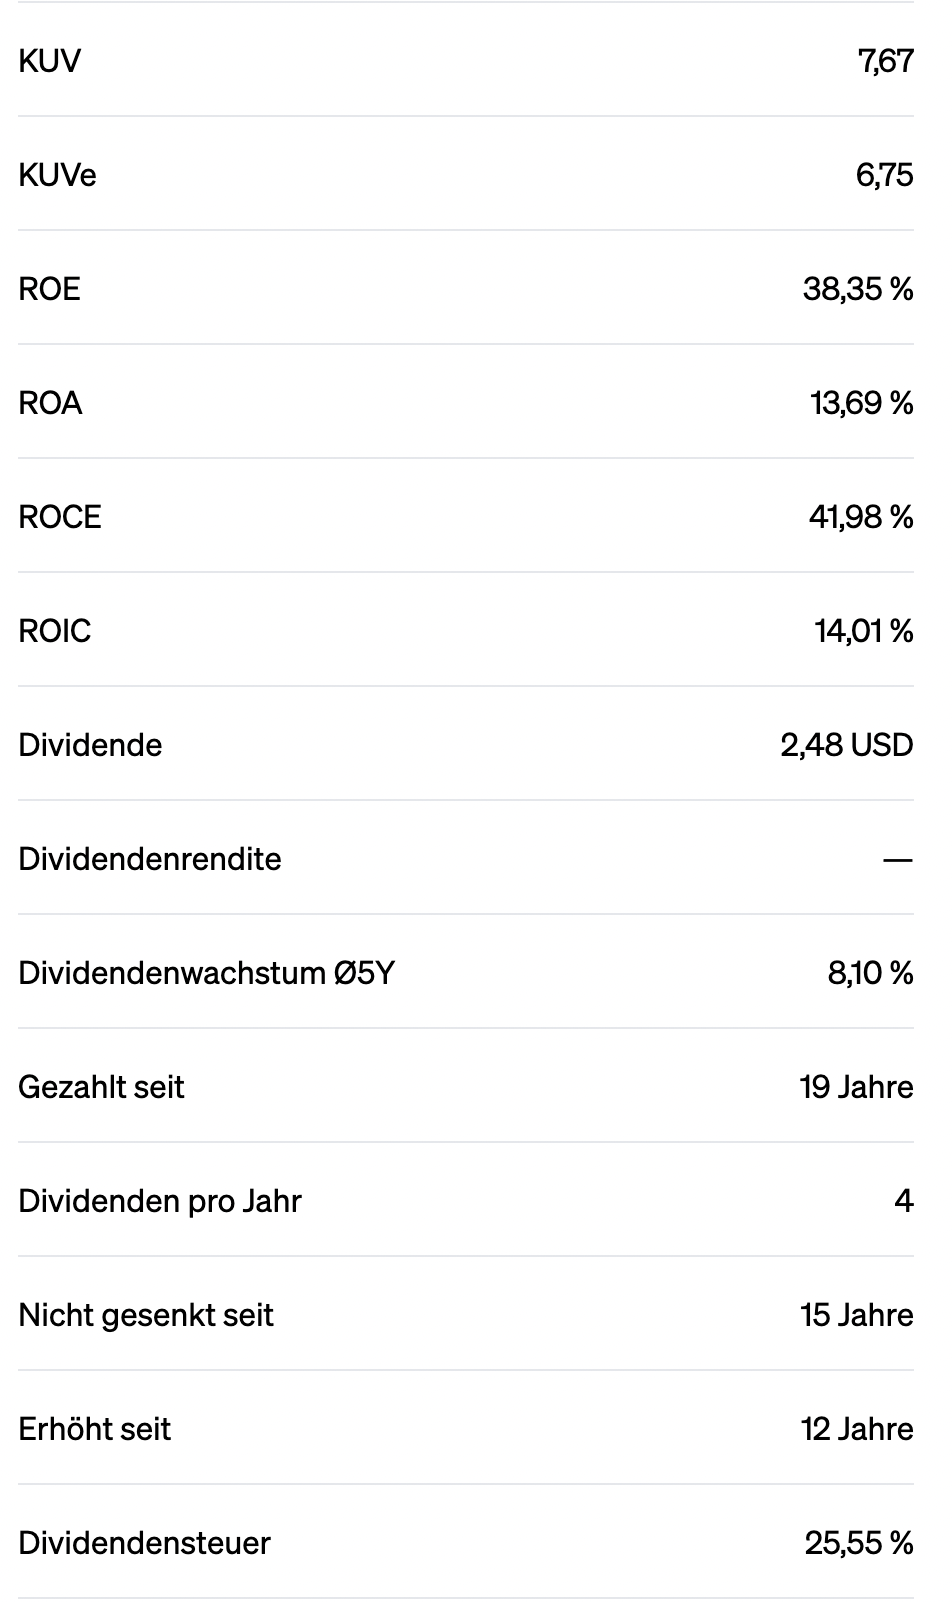 KUV 7,67
KUVe 6,75
ROE 38,35 %
ROA 13,69 %
ROCE 41,98 %
ROIC 14,01 %
Dividende 2,48 USD
Dividendenrendite —
Dividendenwachstum Ø5Y 8,10 %
Gezahlt seit 19 Jahre
Dividenden pro Jahr 4
Nicht gesenkt seit 15 Jahre
Erhöht seit 12 Jahre
Dividendensteuer 25,55 %